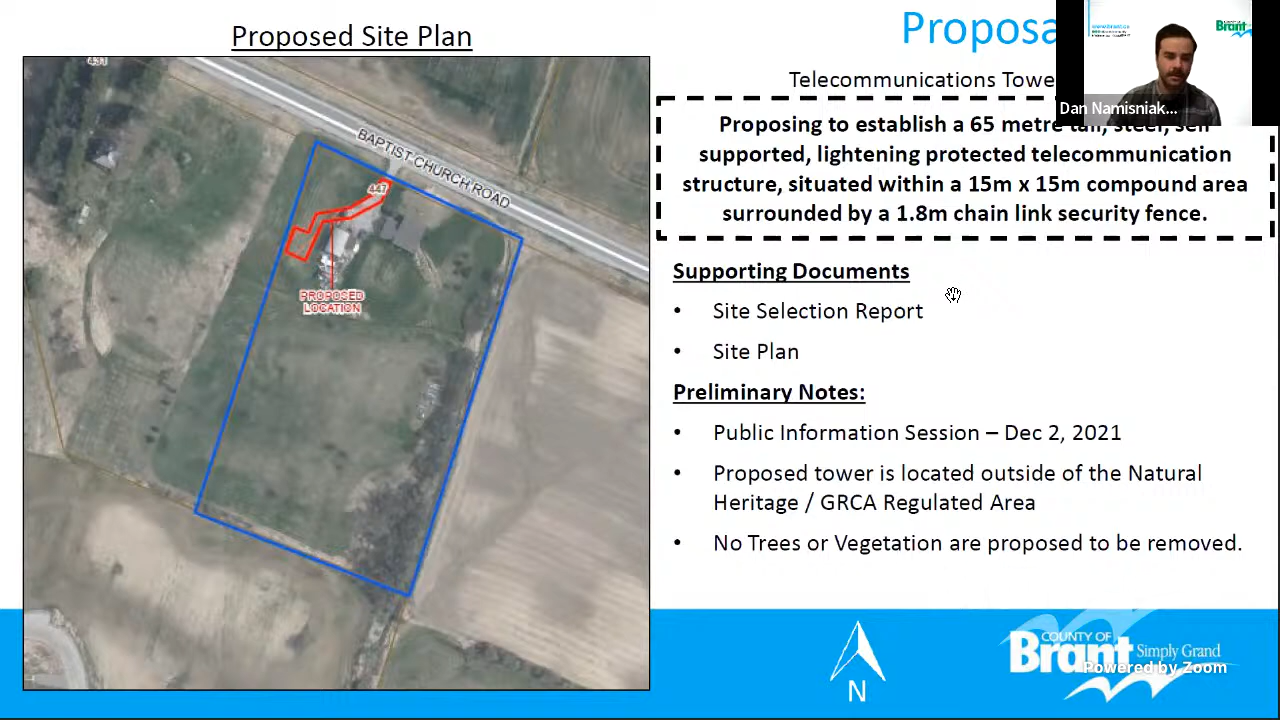 Proposed Site Plan
431
BAPTIST CHURCH ROAD
447
PROPOSED
LOCATION
Proposa
Telecommunications Towe
Proposing to establish a 65 metre tall, steel, self
supported, lightening protected telecommunication
structure, situated within a 15m x 15m compound area
surrounded by a 1.8m chain link security fence.
Supporting Documents
• Site Selection Report
• Site Plan
Preliminary Notes:
• Public Information Session – Dec 2, 2021
• Proposed tower is located outside of the Natural
Heritage / GRCA Regulated Area
• No Trees or Vegetation are proposed to be removed.
Brant
Dan Namisniak...
N
COUNTY OF
Brant Simply Grand
Powered by Zoom